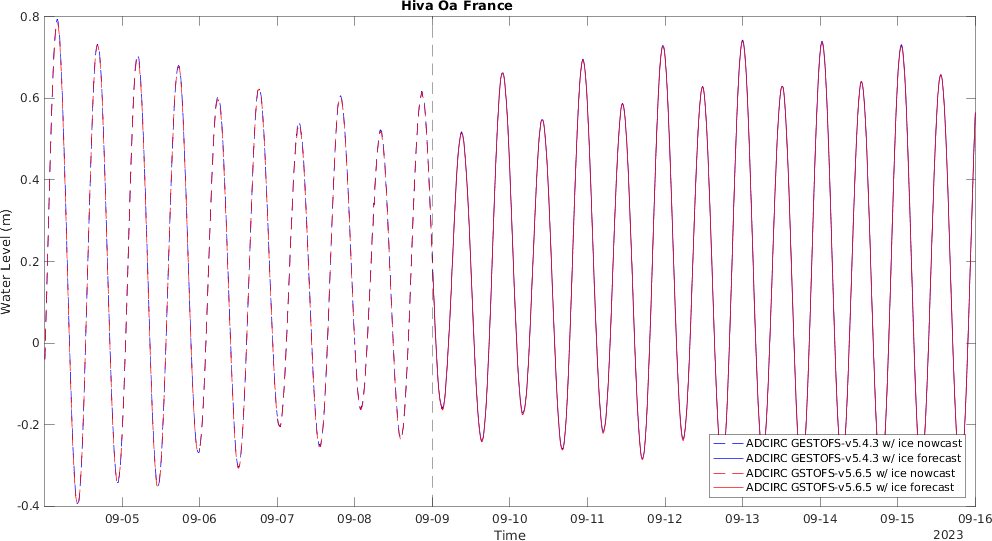 Hiva Oa France
0.8
0.6
0.4
0.2
0
-0.2
-0.4
Water Level (m)
ADCIRC GESTOFS-v5.4.3 w/ ice nowcast
ADCIRC GESTOFS-v5.4.3 w/ ice forecast
ADCIRC GSTOFS-v5.6.5 w/ ice nowcast
ADCIRC GSTOFS-v5.6.5 w/ ice forecast
09-05 09-06 09-07 09-08 09-09 09-10 09-11 09-12 09-13 09-14 09-15 09-16
Time
2023